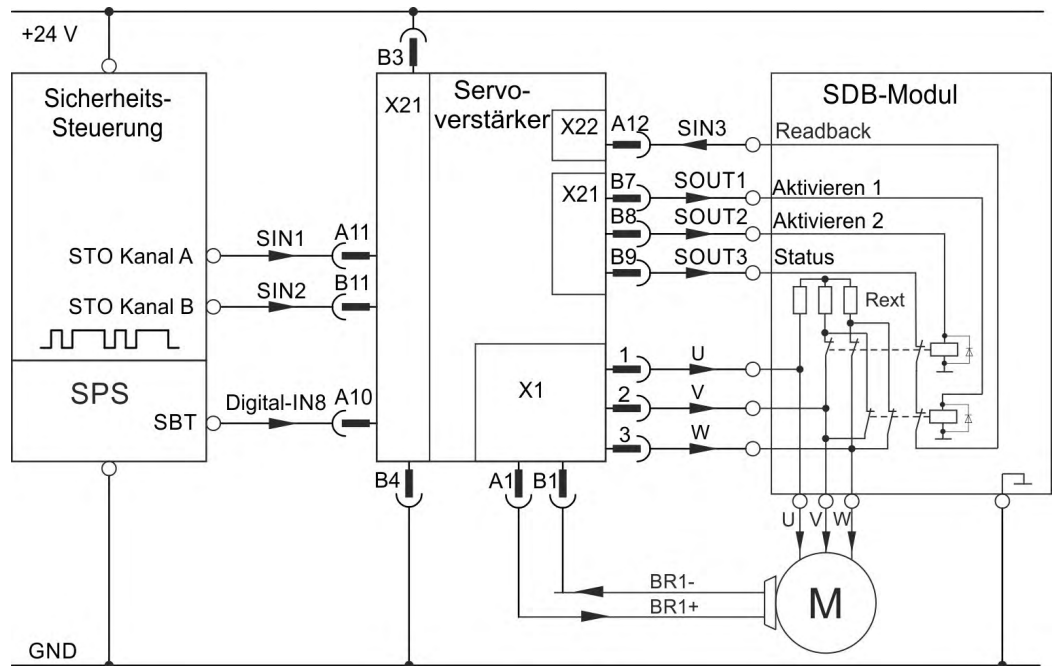 +24 V
Sicherheits-
Steuerung
STO Kanal A
STO Kanal B
SPS
SBT
SIN1
SIN2
Digital-IN8
A11
B11
A10
B3
X21
Servo-
verstärker
X22
X21
X1
B4
A1
B1
A12
B7
B8
B9
1
2
3
SIN3
SOUT1
SOUT2
SOUT3
U
V
W
SDB-Modul
Readback
Aktivieren 1
Aktivieren 2
Status
Rext
U
V
W
BR1-
BR1+
M
GND